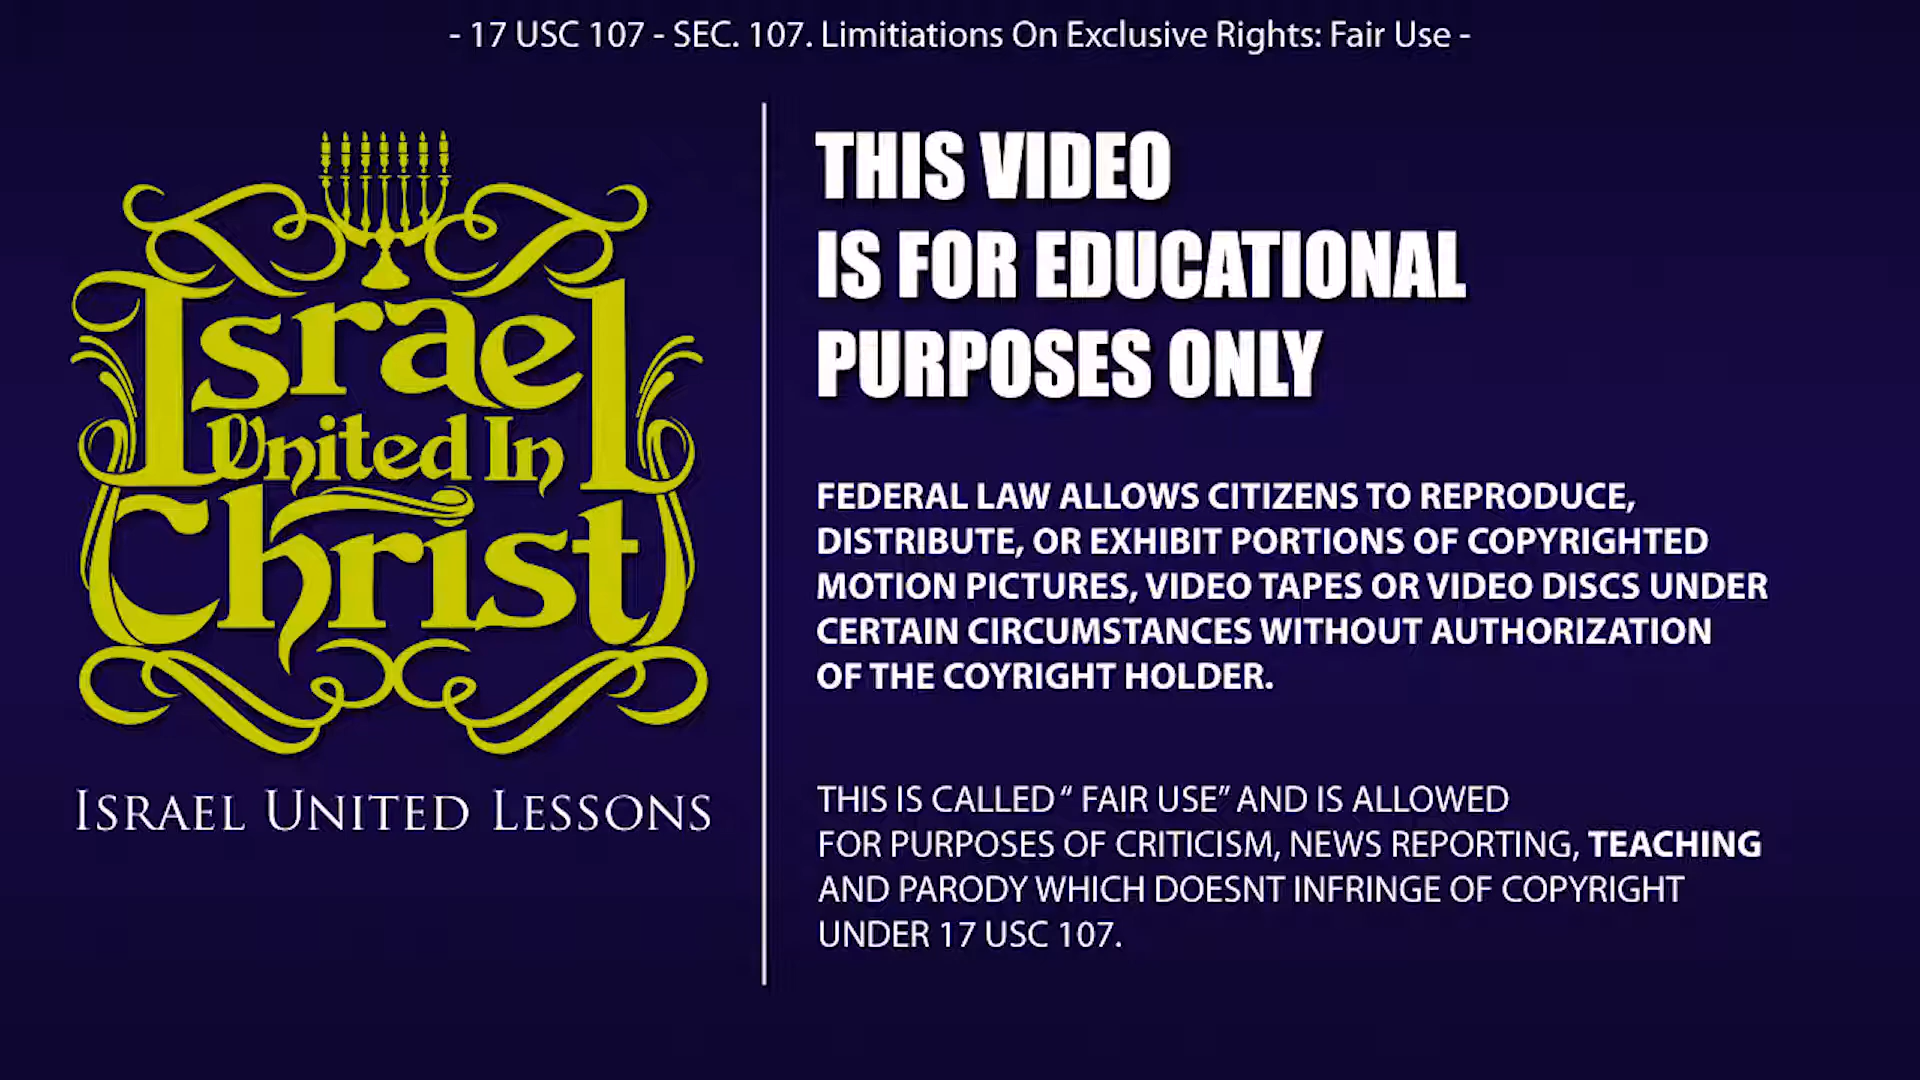 - 17 USC 107 - SEC. 107. Limitiations On Exclusive Rights: Fair Use -
Israel
United In
Christ
ISRAEL UNITED LESSONS
THIS VIDEO
IS FOR EDUCATIONAL
PURPOSES ONLY
FEDERAL LAW ALLOWS CITIZENS TO REPRODUCE,
DISTRIBUTE, OR EXHIBIT PORTIONS OF COPYRIGHTED
MOTION PICTURES, VIDEO TAPES OR VIDEO DISCS UNDER
CERTAIN CIRCUMSTANCES WITHOUT AUTHORIZATION
OF THE COYRIGHT HOLDER.
THIS IS CALLED “ FAIR USE” AND IS ALLOWED
FOR PURPOSES OF CRITICISM, NEWS REPORTING, TEACHING
AND PARODY WHICH DOESNT INFRINGE OF COPYRIGHT
UNDER 17 USC 107.